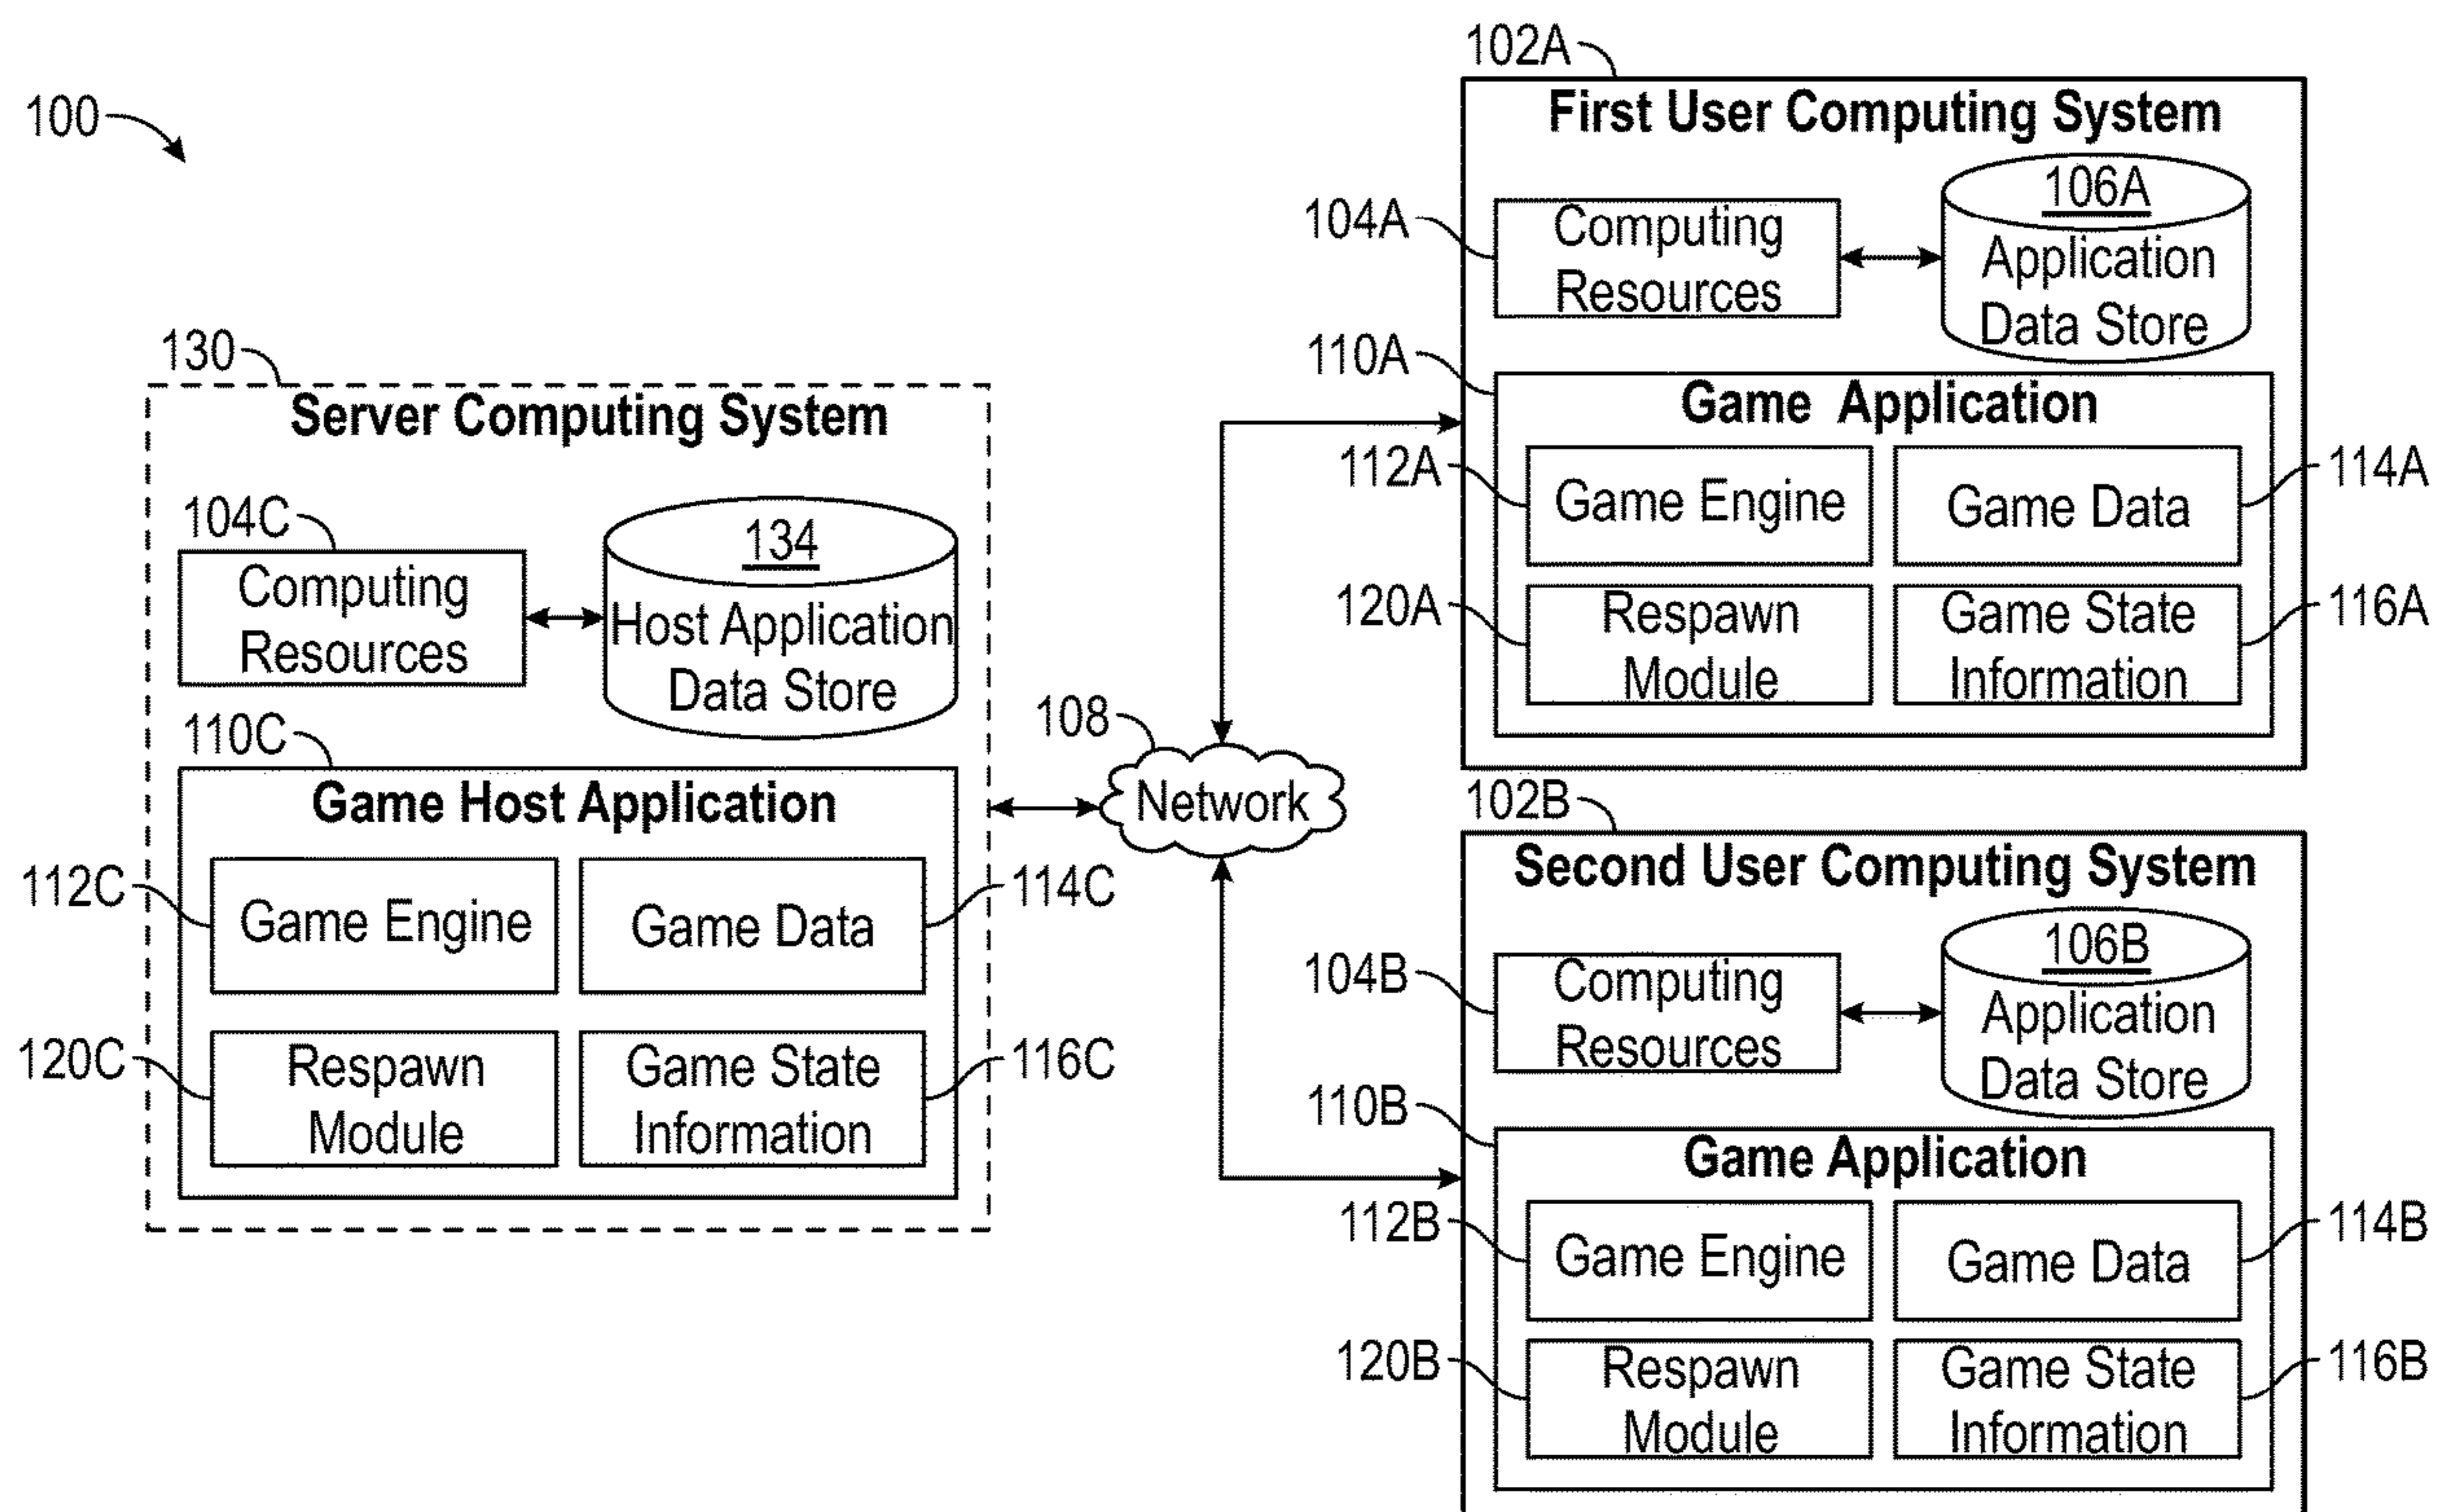 100
130
Server Computing System
104C
Computing
Resources
134
Host Application
Data Store
110C
Game Host Application
112C
Game Engine
Game Data
114C
120C
Respawn
Module
Game State
Information
116C
108
Network
102A
First User Computing System
104A
Computing
Resources
106A
Application
Data Store
110A
Game Application
112A
Game Engine
Game Data
114A
120A
Respawn
Module
Game State
Information
116A
102B
Second User Computing System
104B
Computing
Resources
106B
Application
Data Store
110B
Game Application
112B
Game Engine
Game Data
114B
120B
Respawn
Module
Game State
Information
116B